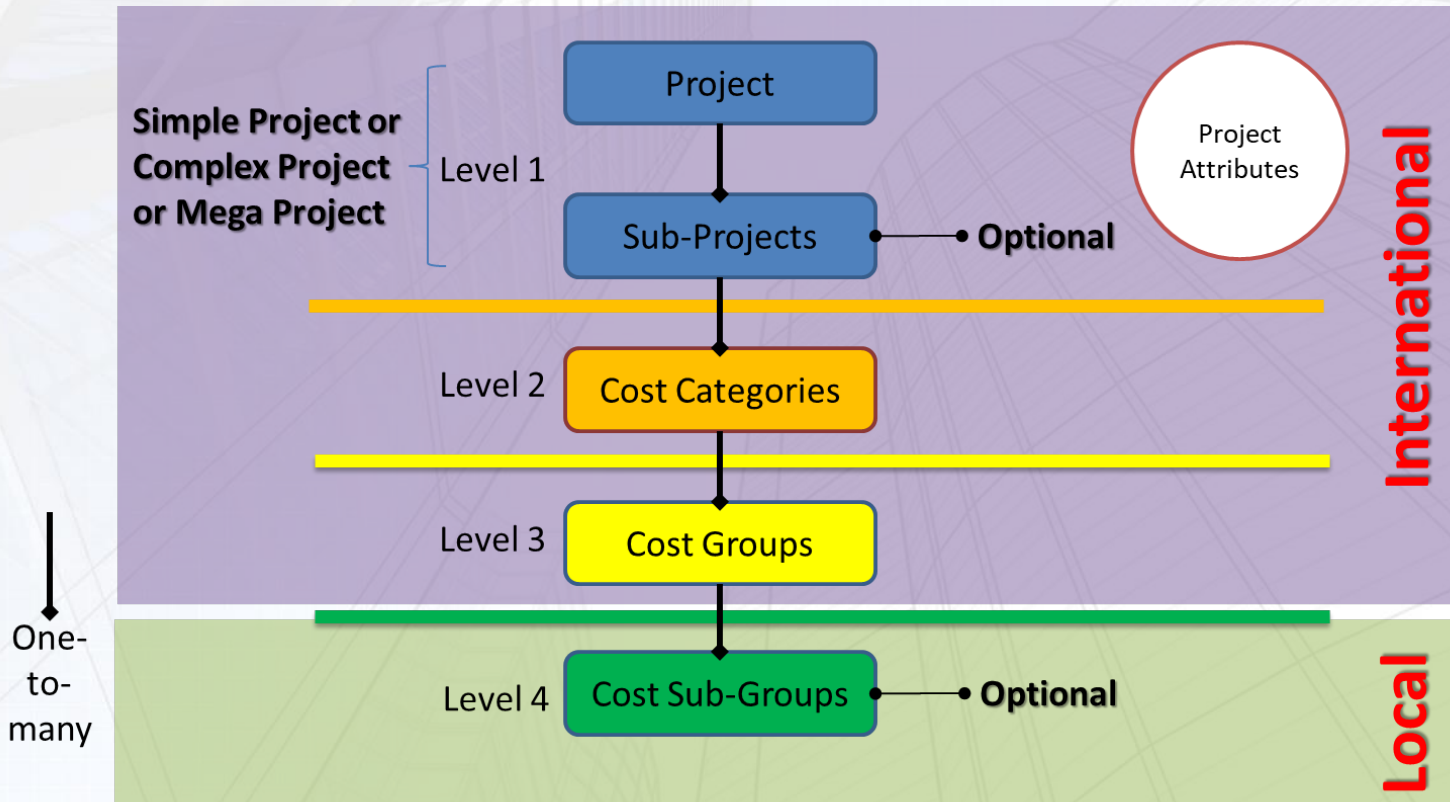 Project
Simple Project or
Complex Project
or Mega Project
Level 1
Project
Attributes
Sub-Projects
Optional
International
Level 2
Cost Categories
Level 3
Cost Groups
One-
to-
many
Level 4
Cost Sub-Groups
Optional
Local